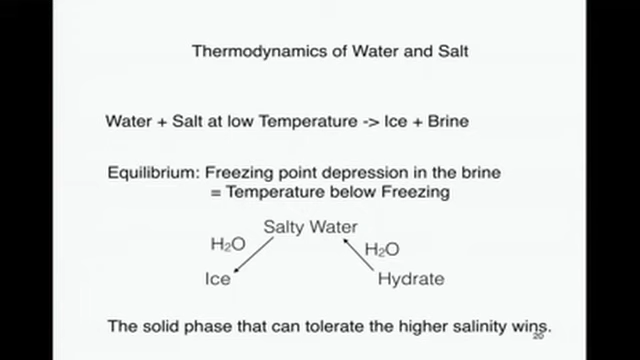 Thermodynamics of Water and Salt
Water + Salt at low Temperature -> Ice + Brine
Equilibrium: Freezing point depression in the brine
= Temperature below Freezing
Salty Water
H₂O
H₂O
Ice
Hydrate
The solid phase that can tolerate the higher salinity wins.
20